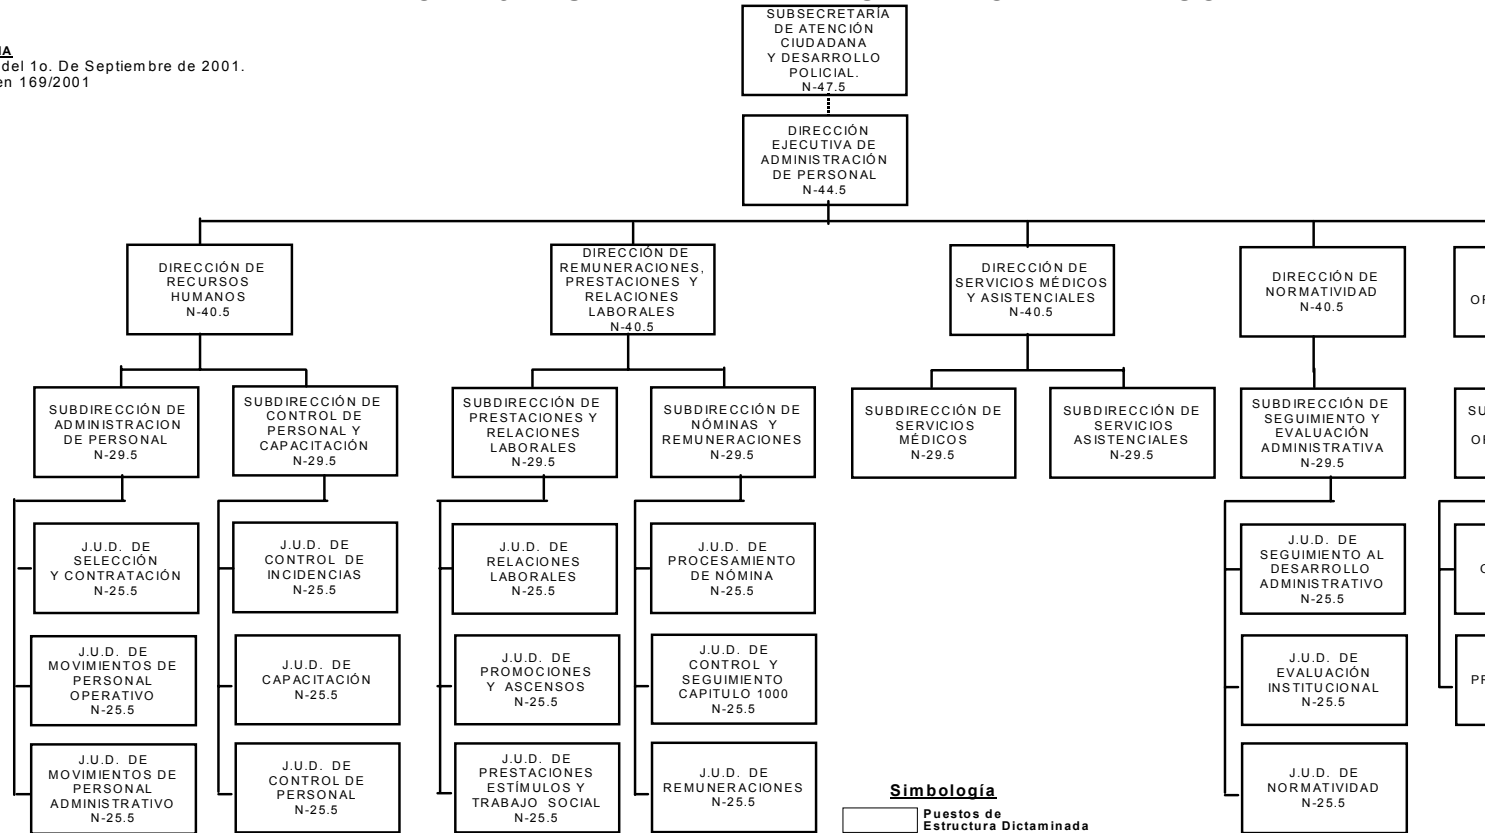 SUBSECRETARÍA
DE ATENCIÓN
CIUDADANA
Y DESARROLLO
POLICIAL.
N-47.5
del 1o. De Septiembre de 2001.
169/2001
DIRECCIÓN
EJECUTIVA DE
ADMINISTRACIÓN
DE PERSONAL
N-44.5
DIRECCIÓN DE
RECURSOS
HUMANOS
N-40.5
DIRECCIÓN DE
REMUNERACIONES,
PRESTACIONES Y
RELACIONES
LABORALES
N-40.5
DIRECCIÓN DE
SERVICIOS MÉDICOS
Y ASISTENCIALES
N-40.5
DIRECCIÓN DE
NORMATIVIDAD
N-40.5
SUBDIRECCIÓN DE
ADMINISTRACION
DE PERSONAL
N-29.5
SUBDIRECCIÓN DE
CONTROL DE
PERSONAL Y
CAPACITACIÓN
N-29.5
SUBDIRECCIÓN DE
PRESTACIONES Y
RELACIONES
LABORALES
N-29.5
SUBDIRECCIÓN DE
NÓMINAS Y
REMUNERACIONES
N-29.5
SUBDIRECCIÓN DE
SERVICIOS
MÉDICOS
N-29.5
SUBDIRECCIÓN DE
SERVICIOS
ASISTENCIALES
N-29.5
SUBDIRECCIÓN DE
SEGUIMIENTO Y
EVALUACIÓN
ADMINISTRATIVA
N-29.5
J.U.D. DE
SELECCIÓN
Y CONTRATACIÓN
N-25.5
J.U.D. DE
CONTROL DE
INCIDENCIAS
N-25.5
J.U.D. DE
RELACIONES
LABORALES
N-25.5
J.U.D. DE
PROCESAMIENTO
DE NÓMINA
N-25.5
J.U.D. DE
SEGUIMIENTO AL
DESARROLLO
ADMINISTRATIVO
N-25.5
J.U.D. DE
MOVIMIENTOS DE
PERSONAL
OPERATIVO
N-25.5
J.U.D. DE
CAPACITACIÓN
N-25.5
J.U.D. DE
PROMOCIONES
Y ASCENSOS
N-25.5
J.U.D. DE
CONTROL Y
SEGUIMIENTO
CAPITULO 1000
N-25.5
J.U.D. DE
EVALUACIÓN
INSTITUCIONAL
N-25.5
J.U.D. DE
MOVIMIENTOS DE
PERSONAL
ADMINISTRATIVO
N-25.5
J.U.D. DE
CONTROL DE
PERSONAL
N-25.5
J.U.D. DE
PRESTACIONES
ESTÍMULOS Y
TRABAJO SOCIAL
N-25.5
J.U.D. DE
REMUNERACIONES
N-25.5
J.U.D. DE
NORMATIVIDAD
N-25.5
Simbología
Puestos de
Estructura Dictaminada